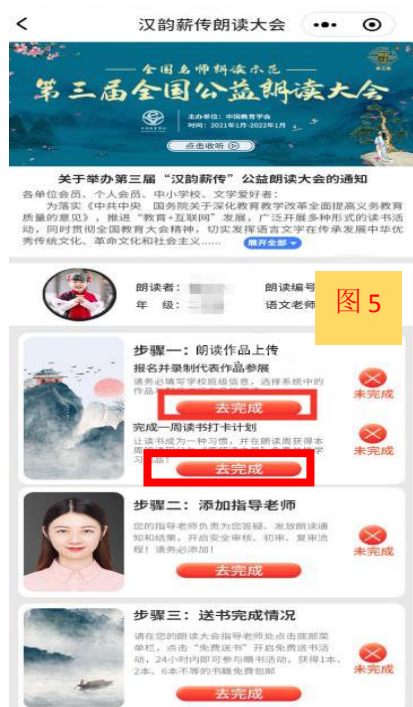 汉韵薪传朗读大会
全国名师朗读示范
第三届全国公益朗读大会
主办单位：中国教育学会
时间：2021年1月-2022年1月
点击收听
关于举办第三届“汉韵薪传”公益朗读大会的通知
各单位会员、个人会员、中小学校、文学爱好者：
为落实《中共中央 国务院关于深化教育教学改革全面提高义务教育
质量的意见》，推进“教育+互联网”发展，广泛开展多种形式的读书活
动，同时贯彻全国教育大会精神，切实发挥语言文字在传承发展中华优
秀传统文化、革命文化和社会主义......
展开全部
朗读者：
朗读编号
年 级：
语文老师
图 5
步骤一：朗读作品上传
报名并录制代表作品参展
请务必填写学校班级信息，选择系统中的
去完成
未完成
完成一周读书打卡计划
让读书成为一种习惯，并在朗读周获得本
去完成
未完成
步骤二：添加指导老师
您的指导老师负责为您答疑、发放朗读通
知和结果，开启安全审核、初审、复审流
程！请务必添加！
去完成
未完成
步骤三：送书完成情况
请在您的朗读大会指导老师处点击底部菜
单栏，点击“免费送书”开启免费送书活
动，24小时内即可参与赠书活动，获得1本、
2本、6本不等的书籍免费包邮
去完成
未完成